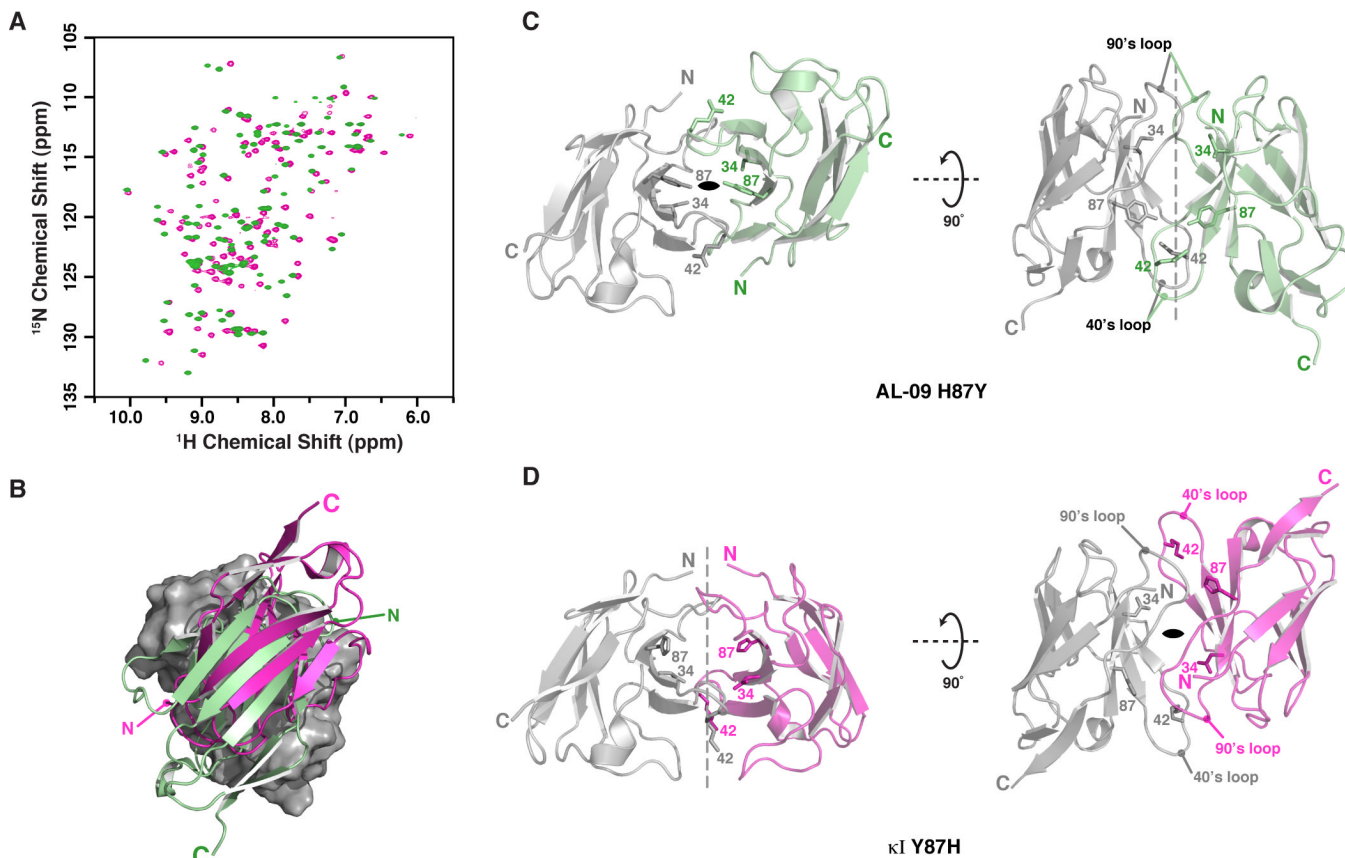 A
105
110
115
120
125
130
135
¹⁵N Chemical Shift (ppm)
10.0 9.0 8.0 7.0 6.0
¹H Chemical Shift (ppm)
B
C
N
N
C
C
N
42
34
87
87
34
42
C
C
N
90°
90's loop
N
N
34
34
87
87
42
42
40's loop
C
C
AL-09 H87Y
D
N
N
87
87
34
34
42
42
C
C
90°
40's loop
C
90's loop
42
87
34
N
34
N
87
42
90's loop
40's loop
C
κI Y87H